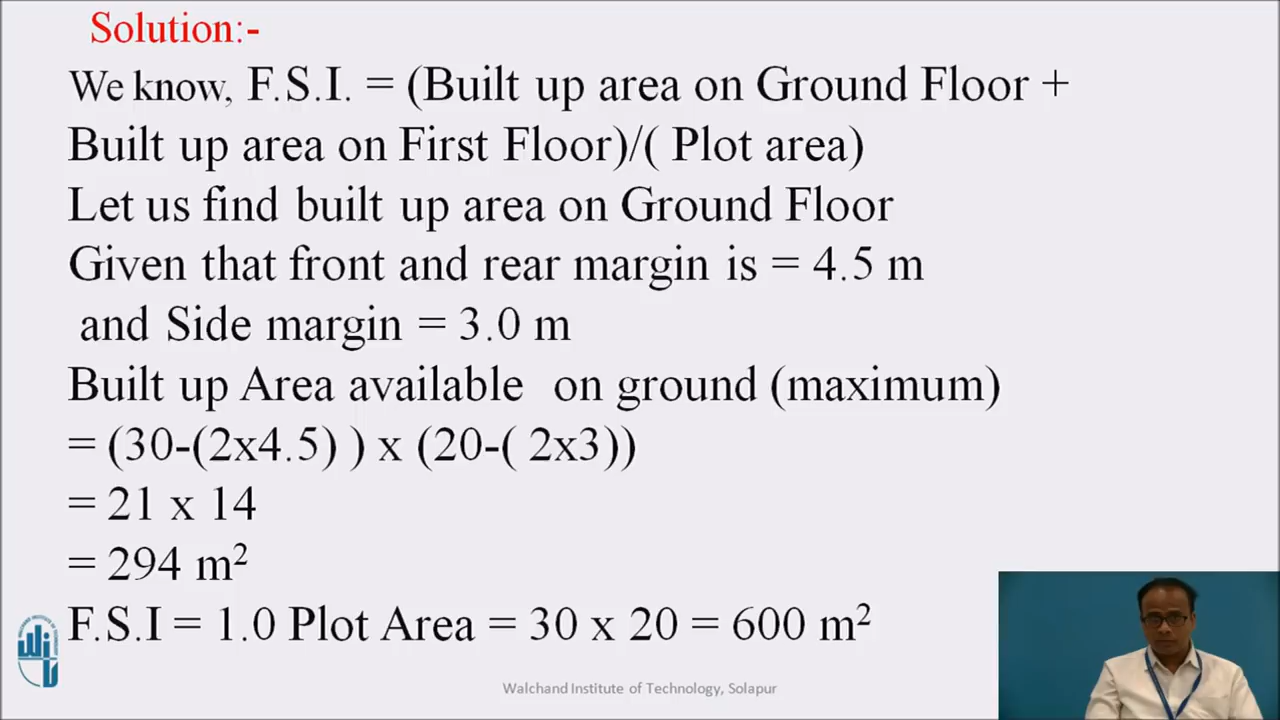 Solution:-
We know, F.S.I. = (Built up area on Ground Floor +
Built up area on First Floor)/( Plot area)
Let us find built up area on Ground Floor
Given that front and rear margin is = 4.5 m
and Side margin = 3.0 m
Built up Area available on ground (maximum)
= (30-(2x4.5) ) x (20-( 2x3))
= 21 x 14
= 294 m²
F.S.I = 1.0 Plot Area = 30 x 20 = 600 m²
Walchand Institute of Technology, Solapur